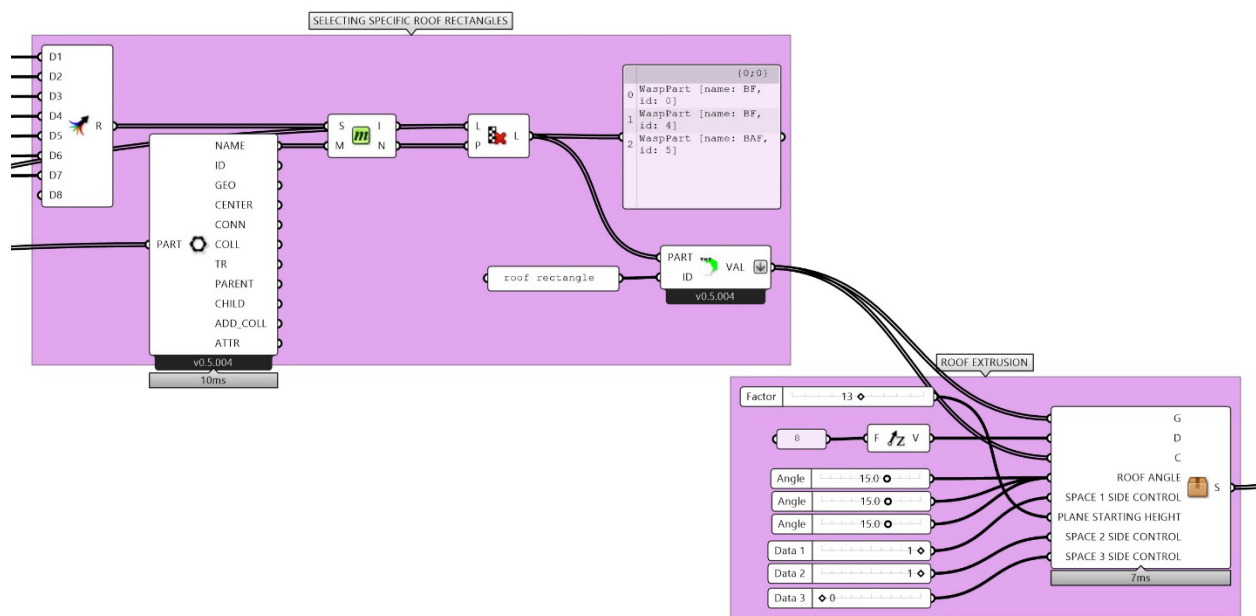 SELECTING SPECIFIC ROOF RECTANGLES
D1
D2
D3
D4
D5
D6
D7
D8
R
PART
NAME
ID
GEO
CENTER
CONN
COLL
TR
PARENT
CHILD
ADD_COLL
ATTR
v0.5.004
10ms
S
M
m
I
N
L
P
L
{0;0}
0 WaspPart [name: BF,
id: 0]
1 WaspPart [name: BF,
id: 4]
2 WaspPart [name: BAF,
id: 5]
roof rectangle
PART
ID
VAL
v0.5.004
ROOF EXTRUSION
Factor 13
8
F Z V
Angle 15.0
Angle 15.0
Angle 15.0
Data 1 1
Data 2 1
Data 3 0
G
D
C
ROOF ANGLE
SPACE 1 SIDE CONTROL
PLANE STARTING HEIGHT
SPACE 2 SIDE CONTROL
SPACE 3 SIDE CONTROL
S
7ms